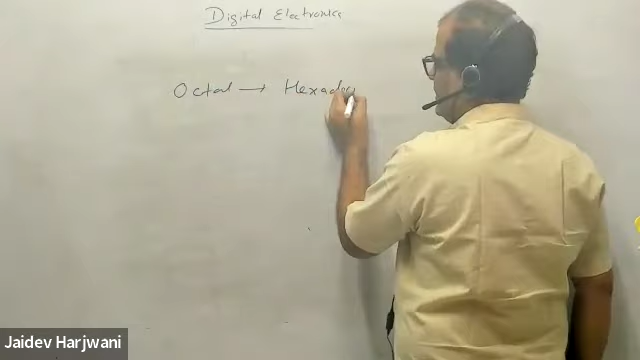 Digital Electronics
Octal → Hexadec
Jaidev Harjwani